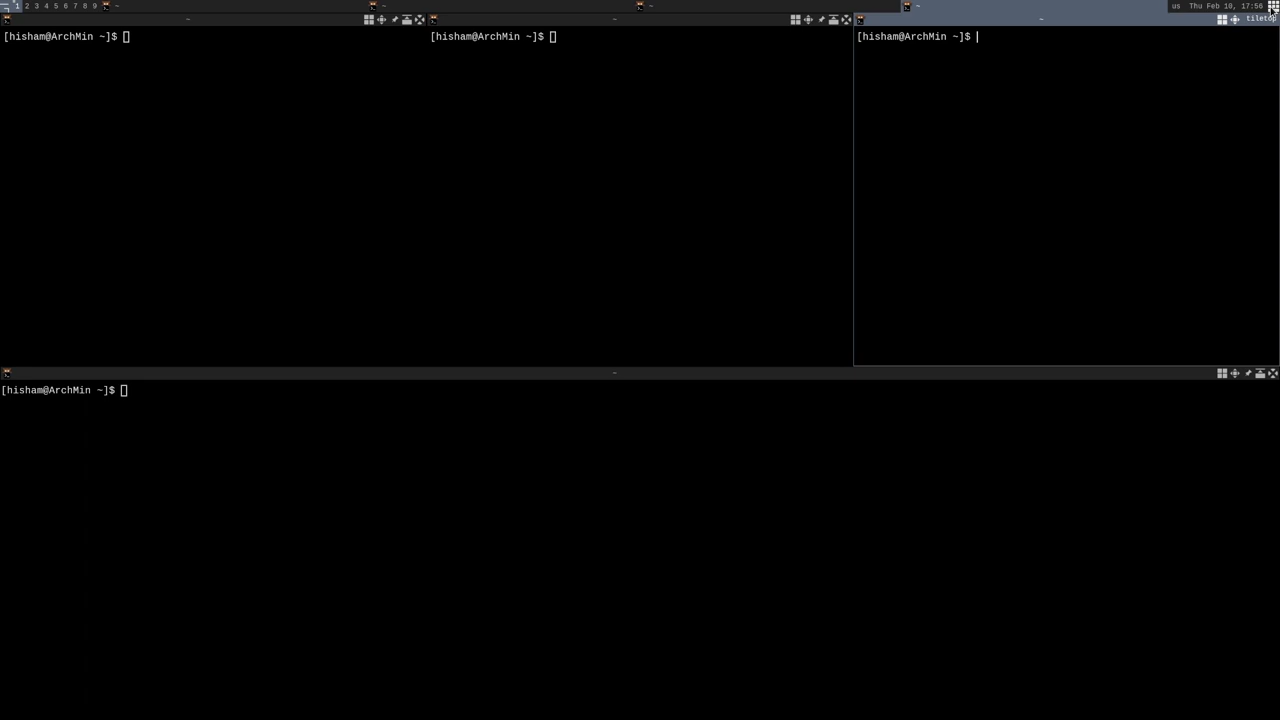 1 2 3 4 5 6 7 8 9 ~ ~ ~ ~ us Thu Feb 10, 17:56
~ ~ ~
[hisham@ArchMin ~]$ [hisham@ArchMin ~]$ [hisham@ArchMin ~]$
~
[hisham@ArchMin ~]$